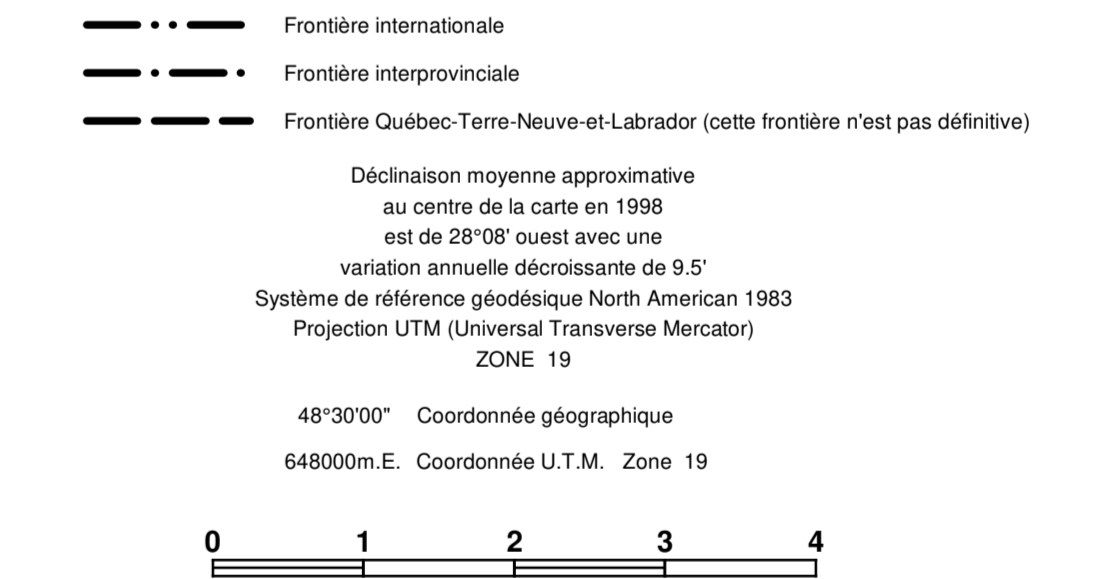 Frontière internationale
Frontière interprovinciale
Frontière Québec-Terre-Neuve-et-Labrador (cette frontière n'est pas définitive)
Déclinaison moyenne approximative
au centre de la carte en 1998
est de 28°08' ouest avec une
variation annuelle décroissante de 9.5'
Système de référence géodésique North American 1983
Projection UTM (Universal Transverse Mercator)
ZONE 19
48°30'00" Coordonnée géographique
648000m.E. Coordonnée U.T.M. Zone 19
0 1 2 3 4